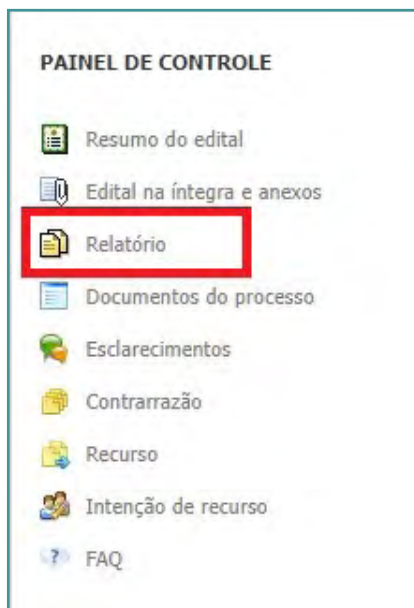 PAINEL DE CONTROLE
Resumo do edital
Edital na íntegra e anexos
Relatório
Documentos do processo
Esclarecimentos
Contrarrazão
Recurso
Intenção de recurso
? FAQ